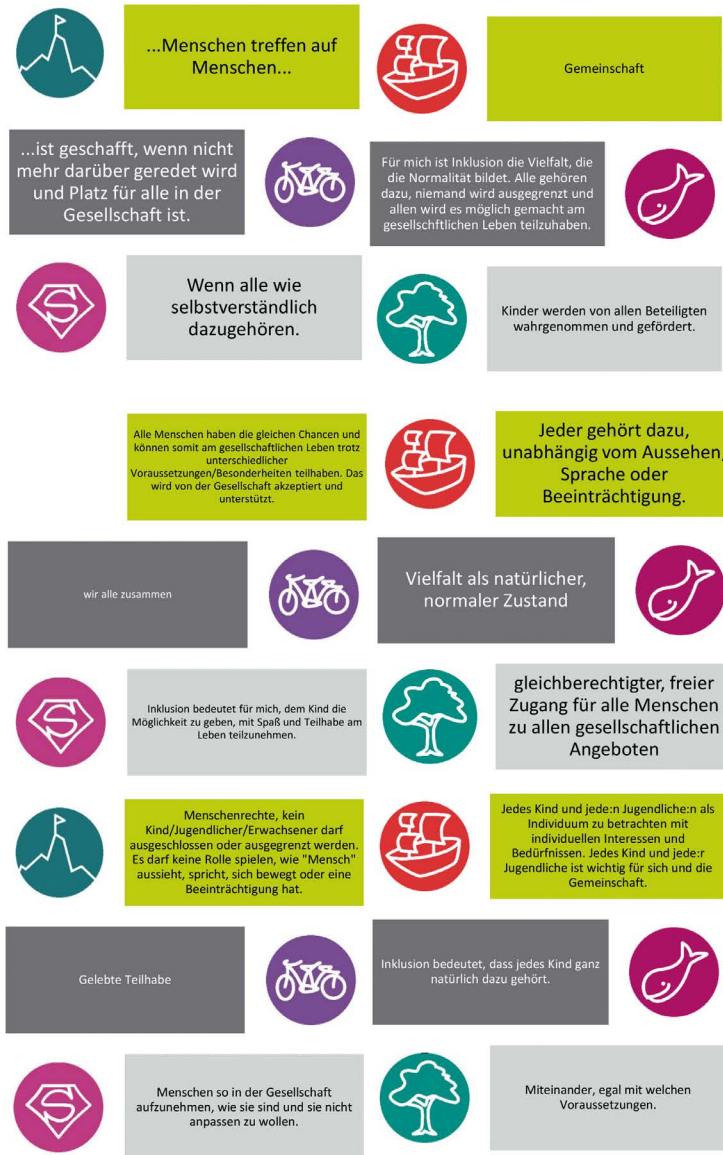 ...Menschen treffen auf
Menschen...
Gemeinschaft
...ist geschafft, wenn nicht
mehr darüber geredet wird
und Platz für alle in der
Gesellschaft ist.
Für mich ist Inklusion die Vielfalt, die
die Normalität bildet. Alle gehören
dazu, niemand wird ausgegrenzt und
allen wird es möglich gemacht am
gesellschftlichen Leben teilzuhaben.
S
Wenn alle wie
selbstverständlich
dazugehören.
Kinder werden von allen Beteiligten
wahrgenommen und gefördert.
Alle Menschen haben die gleichen Chancen und
können somit am gesellschaftlichen Leben trotz
unterschiedlicher
Voraussetzungen/Besonderheiten teilhaben. Das
wird von der Gesellschaft akzeptiert und
unterstützt.
Jeder gehört dazu,
unabhängig vom Aussehen,
Sprache oder
Beeinträchtigung.
wir alle zusammen
Vielfalt als natürlicher,
normaler Zustand
S
Inklusion bedeutet für mich, dem Kind die
Möglichkeit zu geben, mit Spaß und Teilhabe am
Leben teilzunehmen.
gleichberechtigter, freier
Zugang für alle Menschen
zu allen gesellschaftlichen
Angeboten
Menschenrechte, kein
Kind/Jugendlicher/Erwachsener darf
ausgeschlossen oder ausgegrenzt werden.
Es darf keine Rolle spielen, wie "Mensch"
aussieht, spricht, sich bewegt oder eine
Beeinträchtigung hat.
Jedes Kind und jede:n Jugendliche:n als
Individuum zu betrachten mit
individuellen Interessen und
Bedürfnissen. Jedes Kind und jede:r
Jugendliche ist wichtig für sich und die
Gemeinschaft.
Gelebte Teilhabe
Inklusion bedeutet, dass jedes Kind ganz
natürlich dazu gehört.
S
Menschen so in der Gesellschaft
aufzunehmen, wie sie sind und sie nicht
anpassen zu wollen.
Miteinander, egal mit welchen
Voraussetzungen.